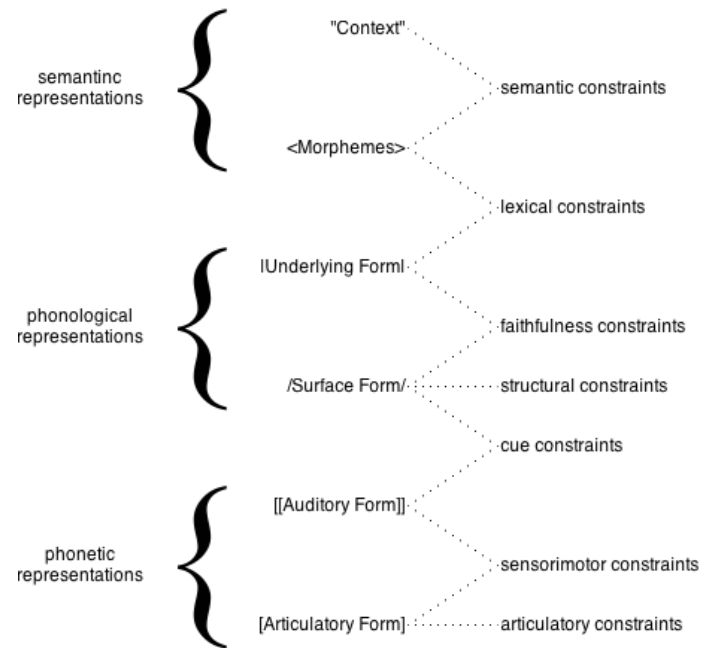 "Context"
semantinc
representations
semantic constraints
<Morphemes>
lexical constraints
|Underlying Form|
phonological
representations
faithfulness constraints
/Surface Form/
structural constraints
cue constraints
[[Auditory Form]]
phonetic
representations
sensorimotor constraints
[Articulatory Form]
articulatory constraints